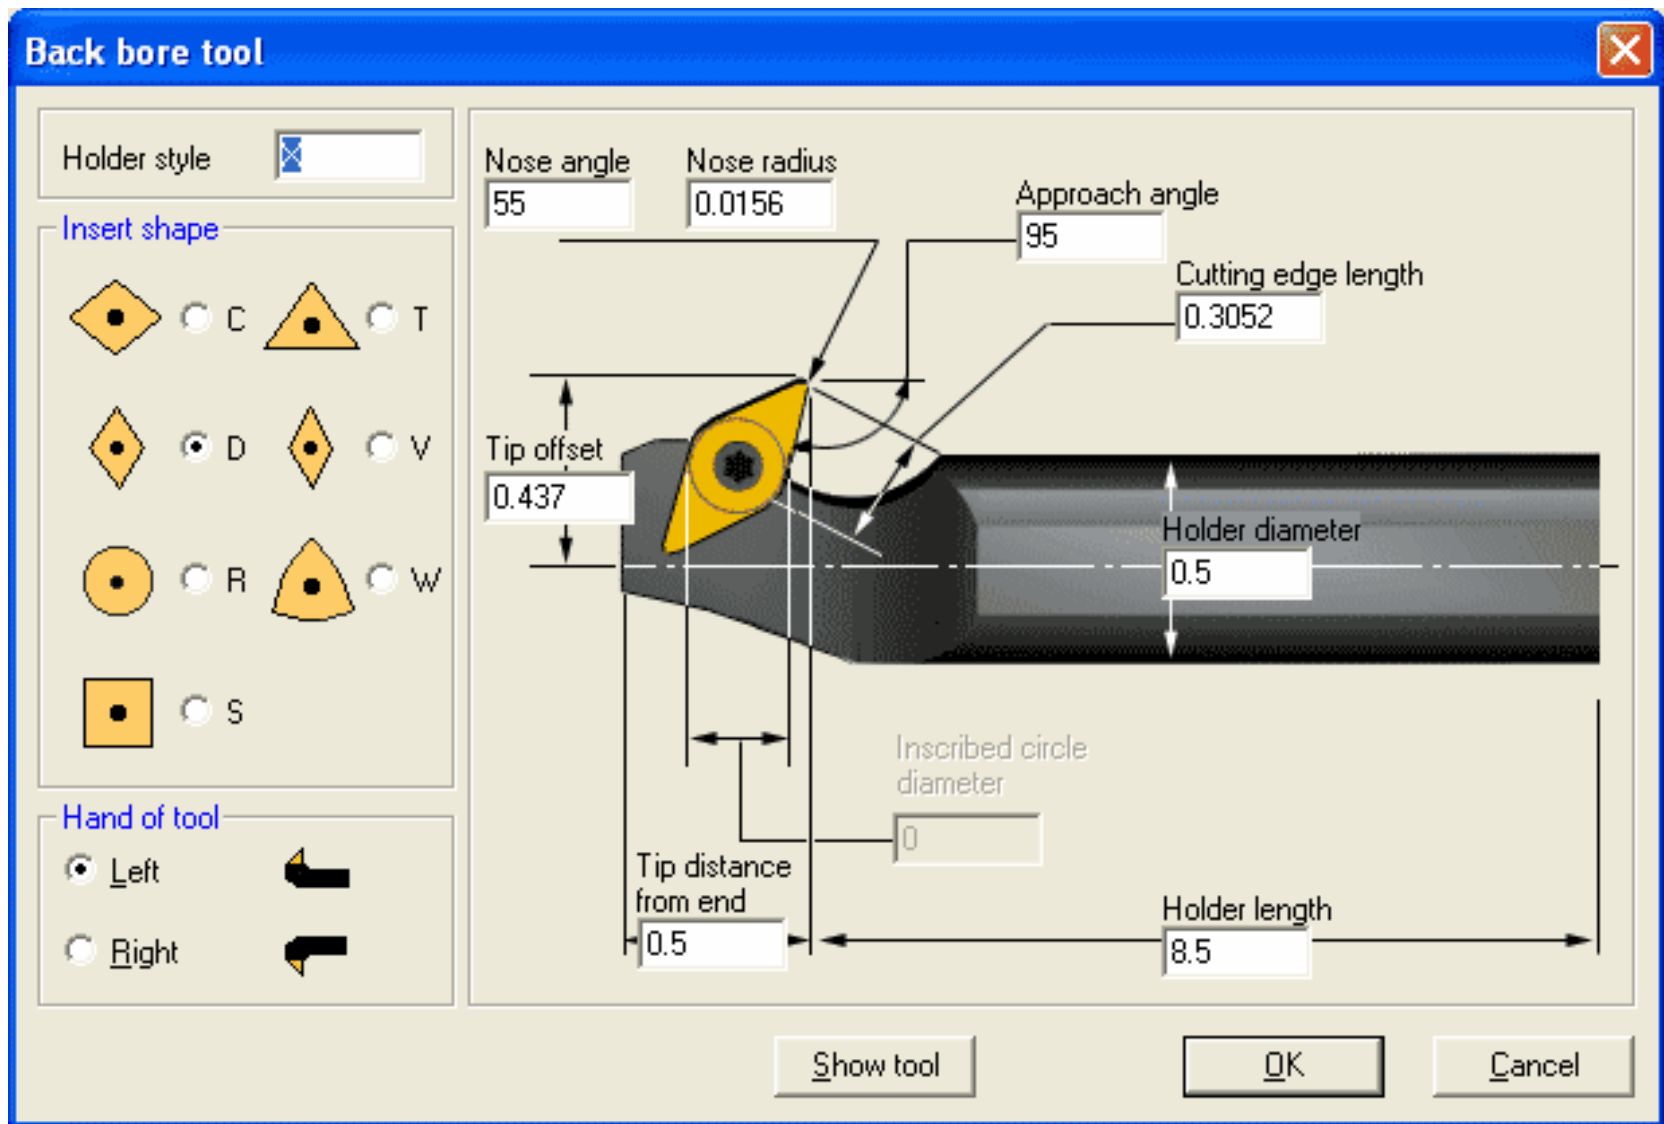 Back bore tool
Holder style
X
Insert shape
C
T
D
V
R
W
S
Hand of tool
Left
Right
Nose angle
55
Nose radius
0.0156
Approach angle
95
Cutting edge length
0.3052
Tip offset
0.437
Holder diameter
0.5
Inscribed circle
diameter
0
Tip distance
from end
0.5
Holder length
8.5
Show tool
OK
Cancel